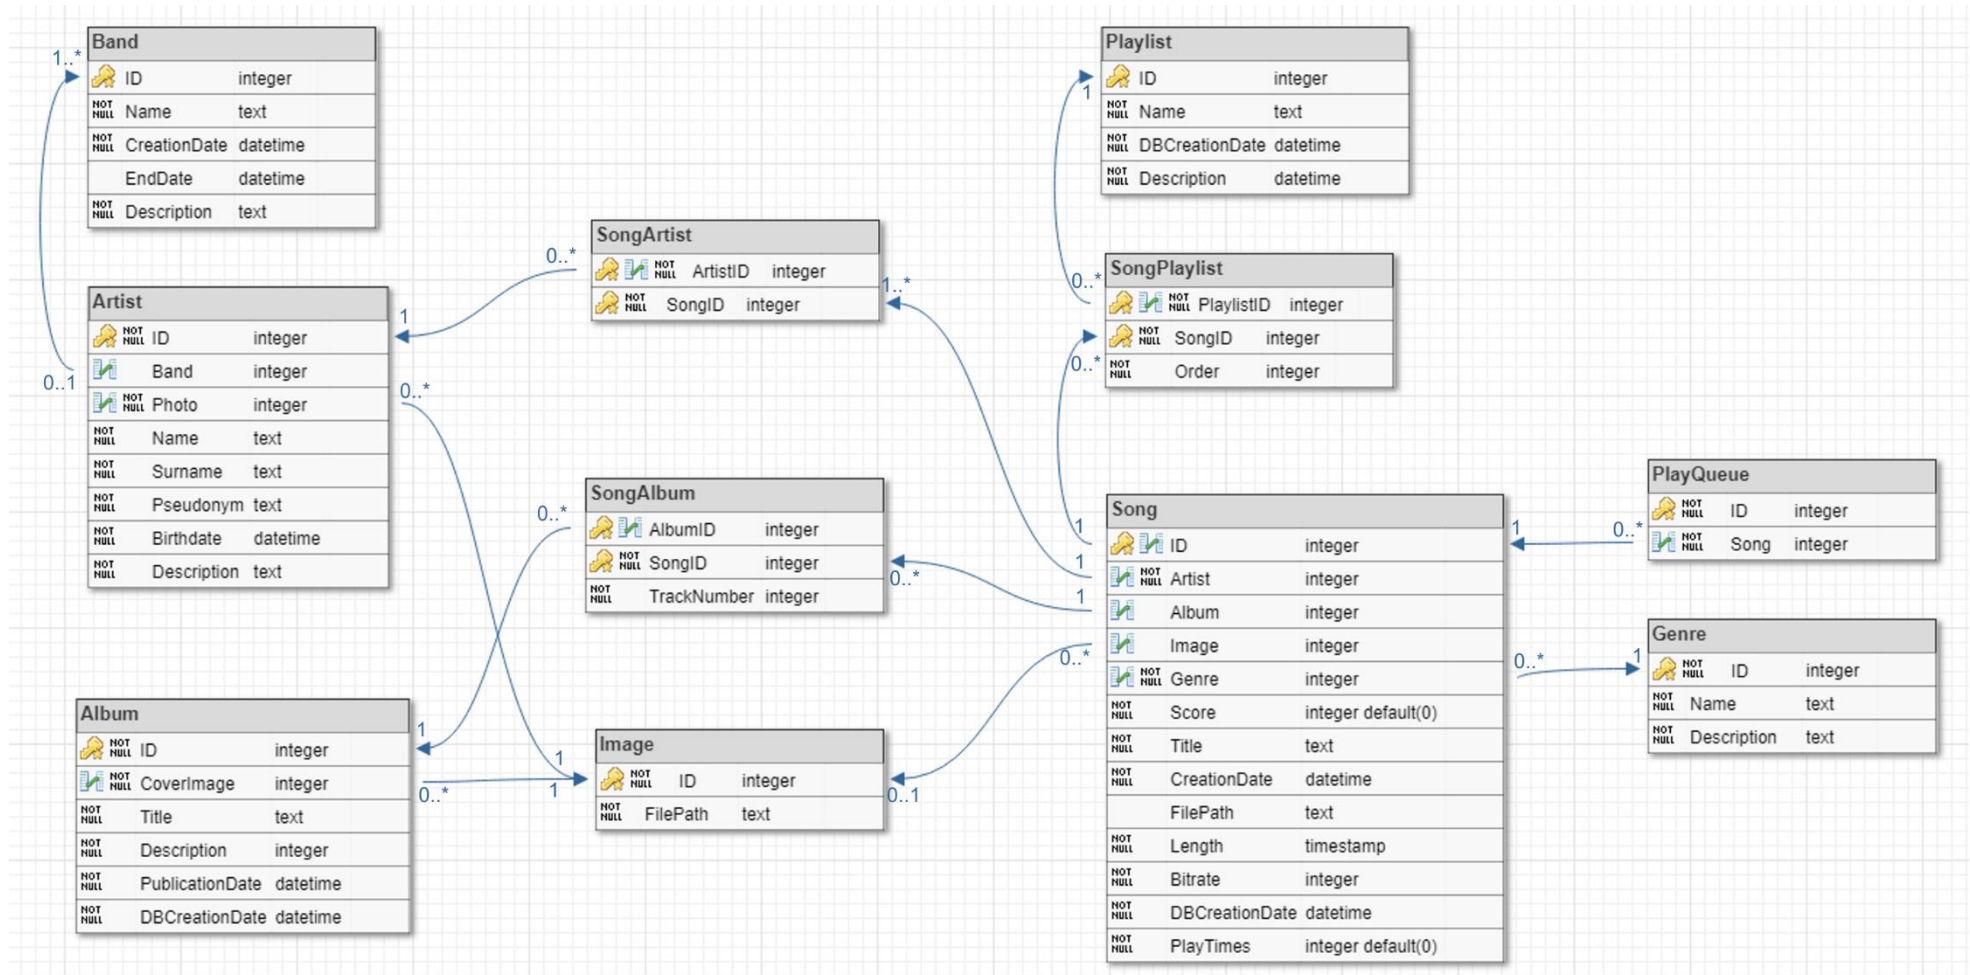 Band
ID integer
NOT NULL Name text
NOT NULL CreationDate datetime
EndDate datetime
NOT NULL Description text
1..*
0..1
Artist
NOT NULL ID integer
Band integer
NOT NULL Photo integer
NOT NULL Name text
NOT NULL Surname text
NOT NULL Pseudonym text
NOT NULL Birthdate datetime
NOT NULL Description text
1
0..*
0..*
SongArtist
NOT NULL ArtistID integer
NOT NULL SongID integer
1..*
SongAlbum
AlbumID integer
NOT NULL SongID integer
NOT NULL TrackNumber integer
0..*
0..*
Album
NOT NULL ID integer
NOT NULL CoverImage integer
NOT NULL Title text
NOT NULL Description integer
NOT NULL PublicationDate datetime
NOT NULL DBCreationDate datetime
1
0..*
Image
NOT NULL ID integer
NOT NULL FilePath text
1
1
0..1
Playlist
ID integer
NOT NULL Name text
NOT NULL DBCreationDate datetime
NOT NULL Description datetime
1
SongPlaylist
NOT NULL PlaylistID integer
NOT NULL SongID integer
NOT NULL Order integer
0..*
0..*
Song
ID integer
NOT NULL Artist integer
Album integer
Image integer
NOT NULL Genre integer
NOT NULL Score integer default(0)
NOT NULL Title text
NOT NULL CreationDate datetime
FilePath text
NOT NULL Length timestamp
NOT NULL Bitrate integer
NOT NULL DBCreationDate datetime
NOT NULL PlayTimes integer default(0)
1
1
1
0..*
1
0..*
PlayQueue
NOT NULL ID integer
NOT NULL Song integer
0..*
1
Genre
NOT NULL ID integer
NOT NULL Name text
NOT NULL Description text